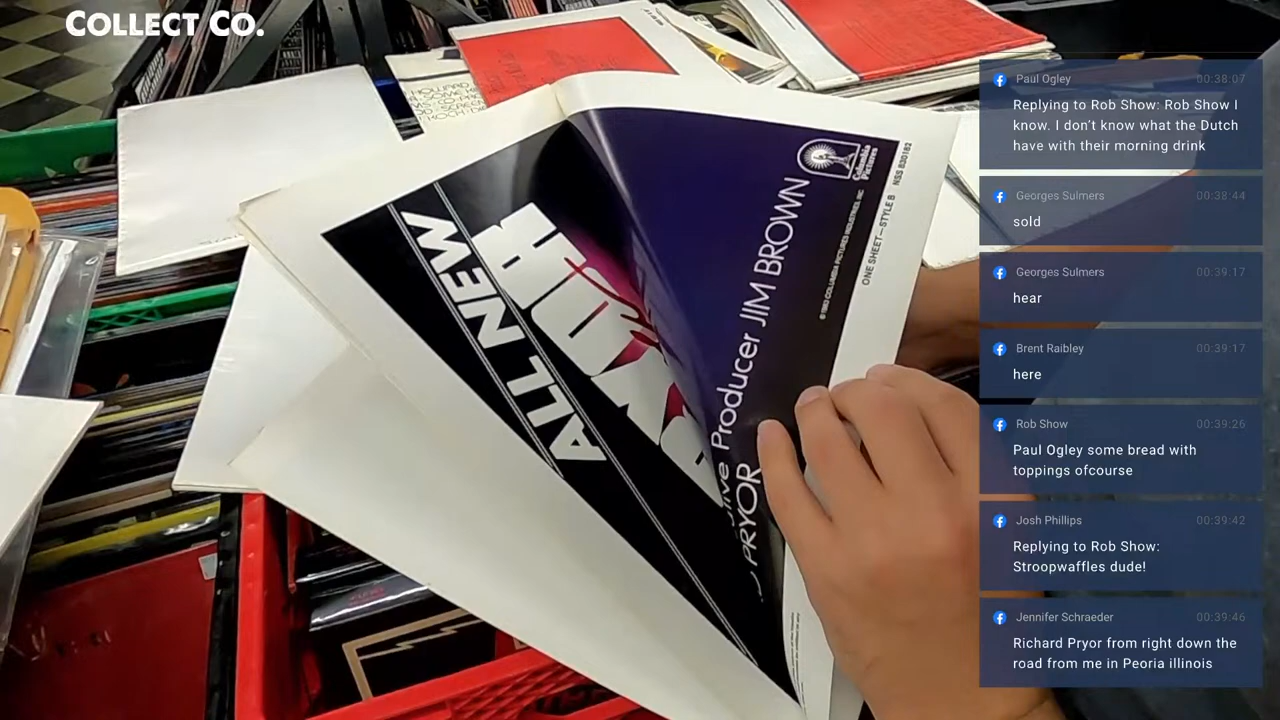 COLLECT CO.
ALL NEW
Producer JIM BROWN
PRYOR
Columbia
Pictures
ONE SHEET—STYLE B
NSS 830182
Paul Ogley
00:38:07
Replying to Rob Show: Rob Show I
know. I don't know what the Dutch
have with their morning drink
Georges Sulmers
00:38:44
sold
Georges Sulmers
00:39:17
hear
Brent Raibley
00:39:17
here
Rob Show
00:39:26
Paul Ogley some bread with
toppings ofcourse
Josh Phillips
00:39:42
Replying to Rob Show:
Stroopwaffles dude!
Jennifer Schraeder
00:39:46
Richard Pryor from right down the
road from me in Peoria illinois